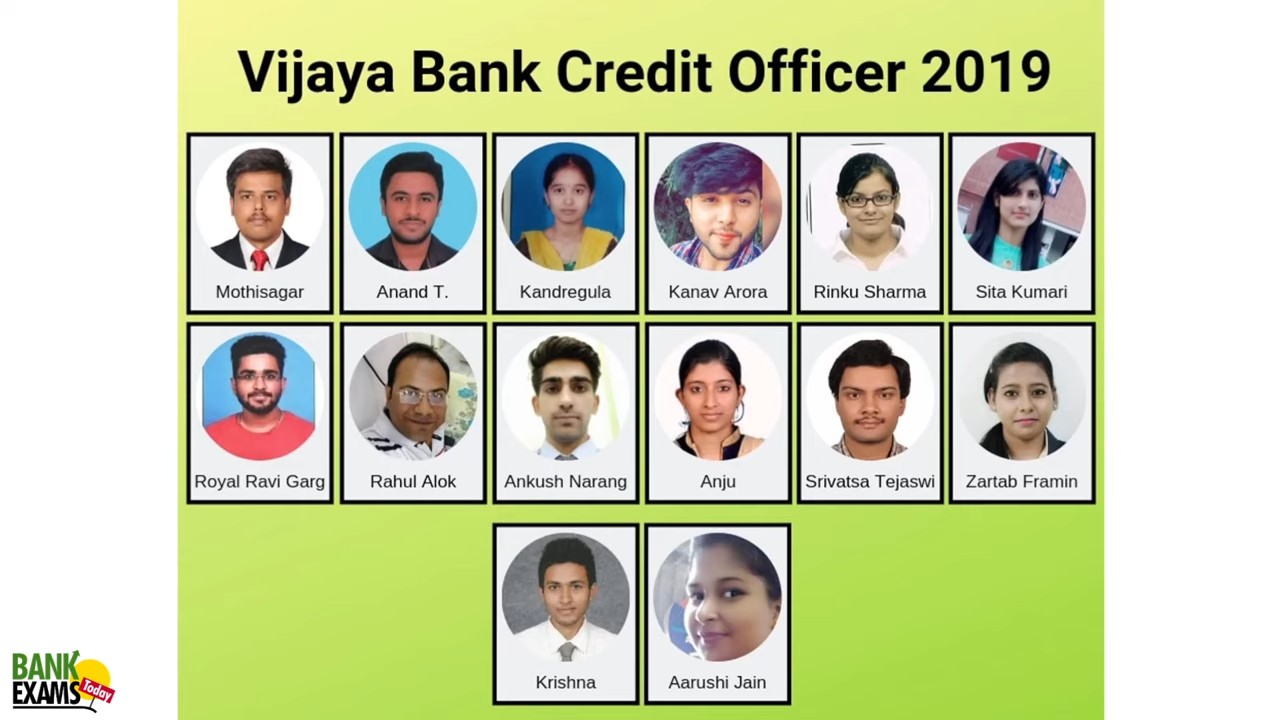 Vijaya Bank Credit Officer 2019
Mothisagar
Anand T.
Kandregula
Kanav Arora
Rinku Sharma
Sita Kumari
Royal Ravi Garg
Rahul Alok
Ankush Narang
Anju
Srivatsa Tejaswi
Zartab Framin
Krishna
Aarushi Jain
BANK
EXAMS
Today